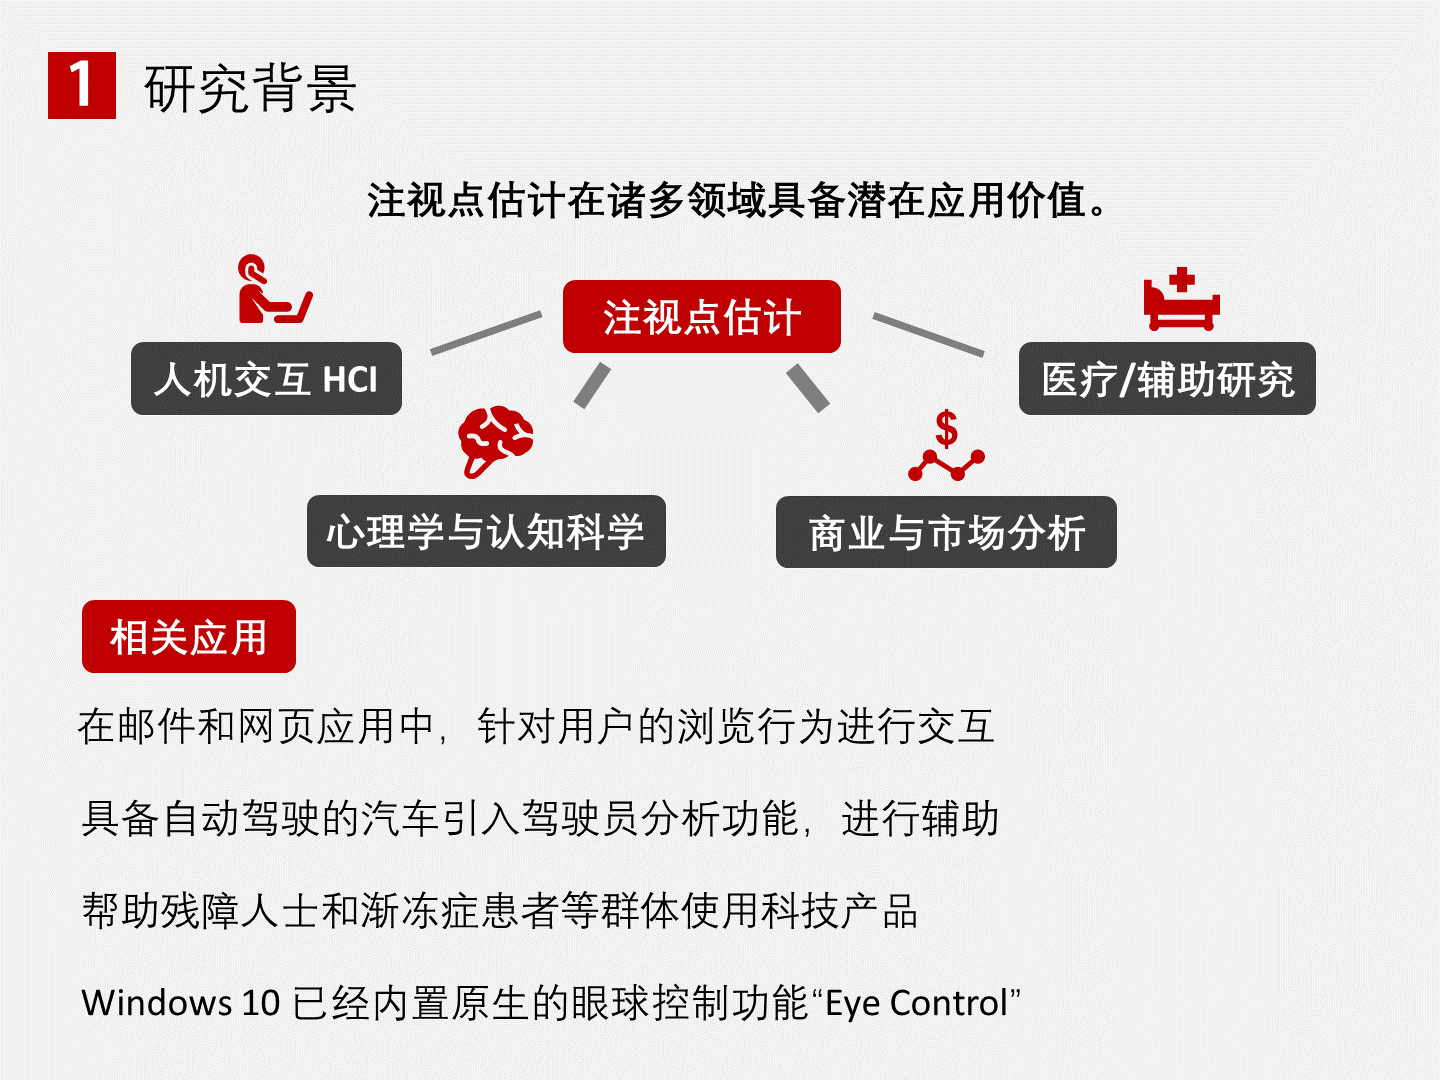 1 研究背景
注视点估计在诸多领域具备潜在应用价值。
注视点估计
人机交互 HCI
医疗/辅助研究
$
心理学与认知科学
商业与市场分析
相关应用
在邮件和网页应用中，针对用户的浏览行为进行交互
具备自动驾驶的汽车引入驾驶员分析功能，进行辅助
帮助残障人士和渐冻症患者等群体使用科技产品
Windows 10 已经内置原生的眼球控制功能“Eye Control”